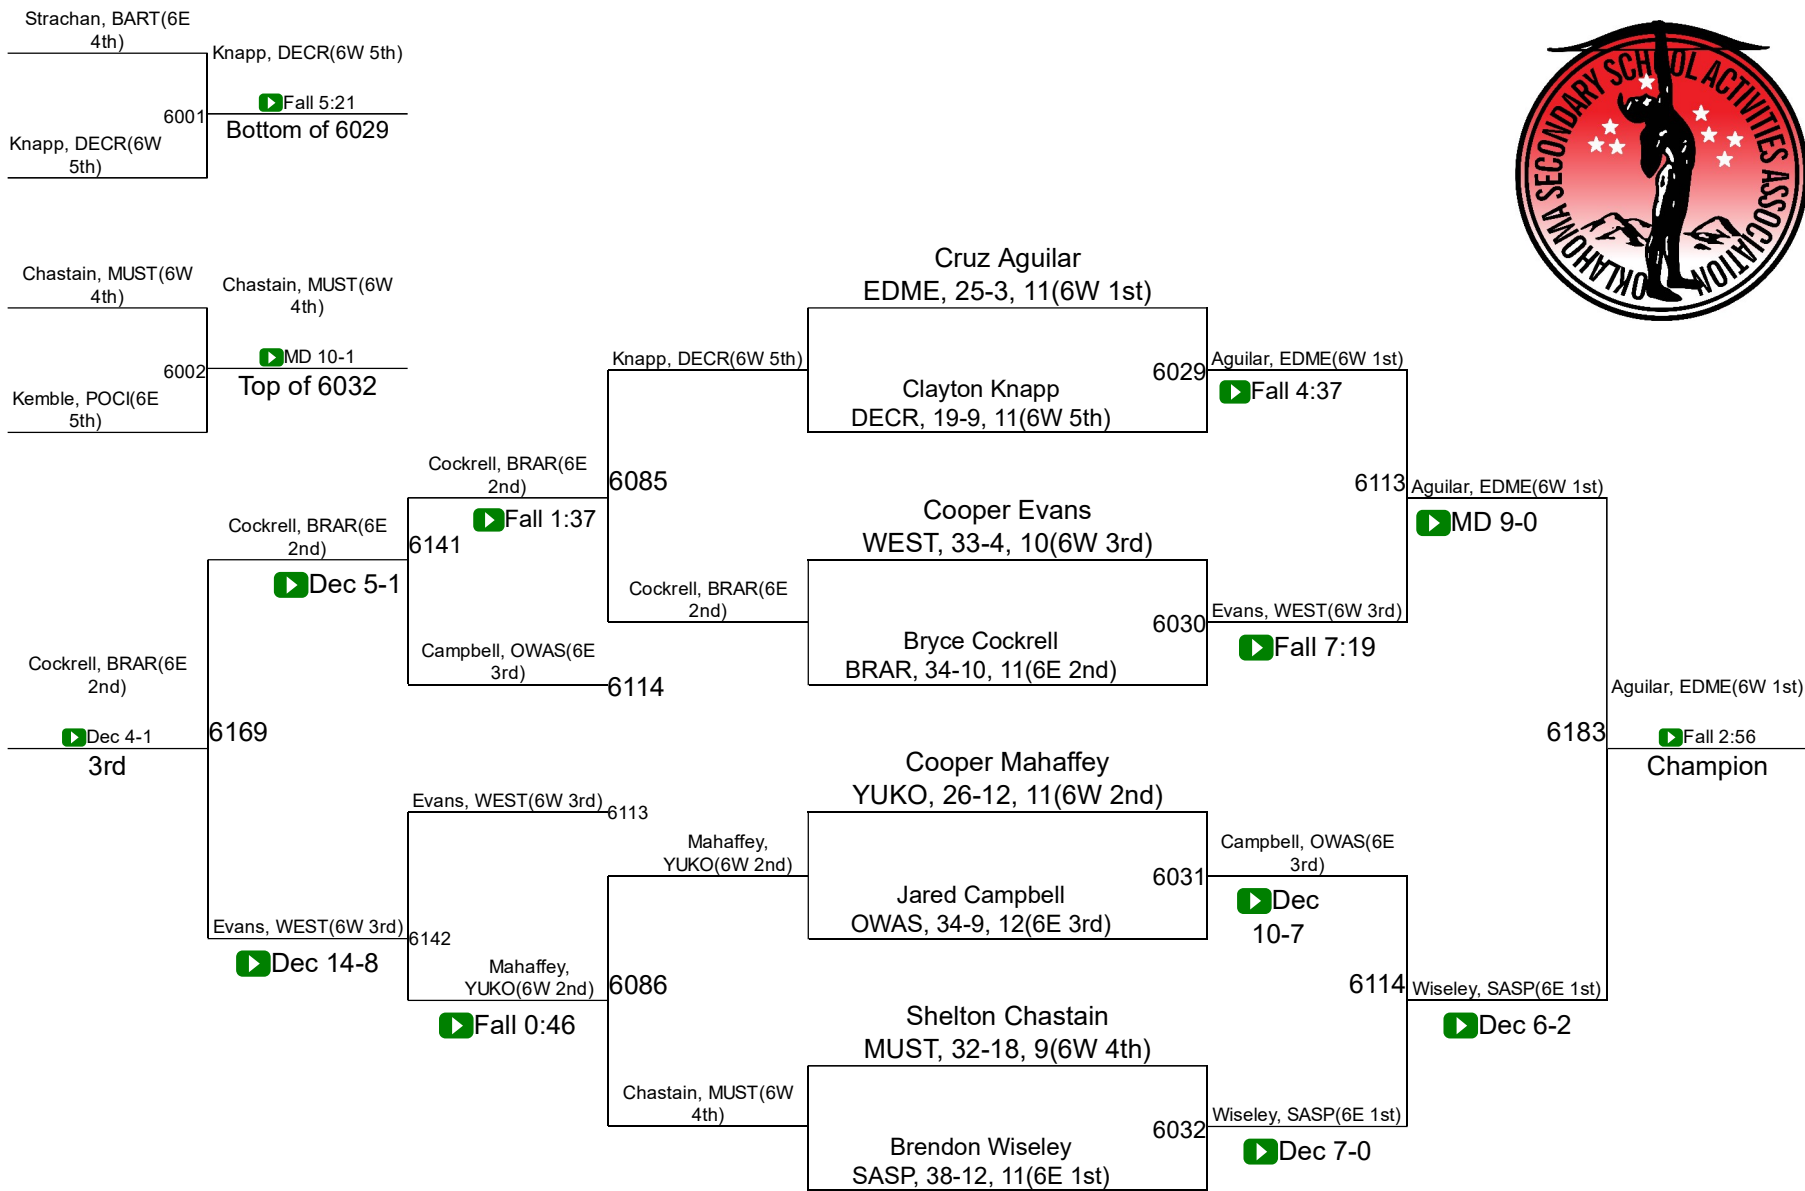 Strachan, BART(6E
4th)
Knapp, DECR(6W 5th)
6001
Fall 5:21
Bottom of 6029
Knapp, DECR(6W
5th)
OKLAHOMA SECONDARY SCHOOL ACTIVITIES ASSOCIATION
Chastain, MUST(6W
4th)
Chastain, MUST(6W
4th)
6002
MD 10-1
Top of 6032
Kemble, POCI(6E
5th)
Cruz Aguilar
EDME, 25-3, 11(6W 1st)
Knapp, DECR(6W 5th)
6029
Aguilar, EDME(6W 1st)
Fall 4:37
Clayton Knapp
DECR, 19-9, 11(6W 5th)
Cockrell, BRAR(6E
2nd)
6085
Fall 1:37
6113
Aguilar, EDME(6W 1st)
MD 9-0
Cooper Evans
WEST, 33-4, 10(6W 3rd)
Cockrell, BRAR(6E
2nd)
6141
Dec 5-1
Cockrell, BRAR(6E
2nd)
6030
Evans, WEST(6W 3rd)
Fall 7:19
Bryce Cockrell
BRAR, 34-10, 11(6E 2nd)
Campbell, OWAS(6E
3rd)
6114
Cockrell, BRAR(6E
2nd)
6169
Dec 4-1
3rd
Aguilar, EDME(6W 1st)
6183
Fall 2:56
Champion
Cooper Mahaffey
YUKO, 26-12, 11(6W 2nd)
Evans, WEST(6W 3rd)
6113
Mahaffey,
YUKO(6W 2nd)
6031
Campbell, OWAS(6E
3rd)
Dec
10-7
Jared Campbell
OWAS, 34-9, 12(6E 3rd)
Evans, WEST(6W 3rd)
6142
Dec 14-8
Mahaffey,
YUKO(6W 2nd)
6086
Fall 0:46
6114
Wiseley, SASP(6E 1st)
Dec 6-2
Shelton Chastain
MUST, 32-18, 9(6W 4th)
Chastain, MUST(6W
4th)
6032
Wiseley, SASP(6E 1st)
Dec 7-0
Brendon Wiseley
SASP, 38-12, 11(6E 1st)